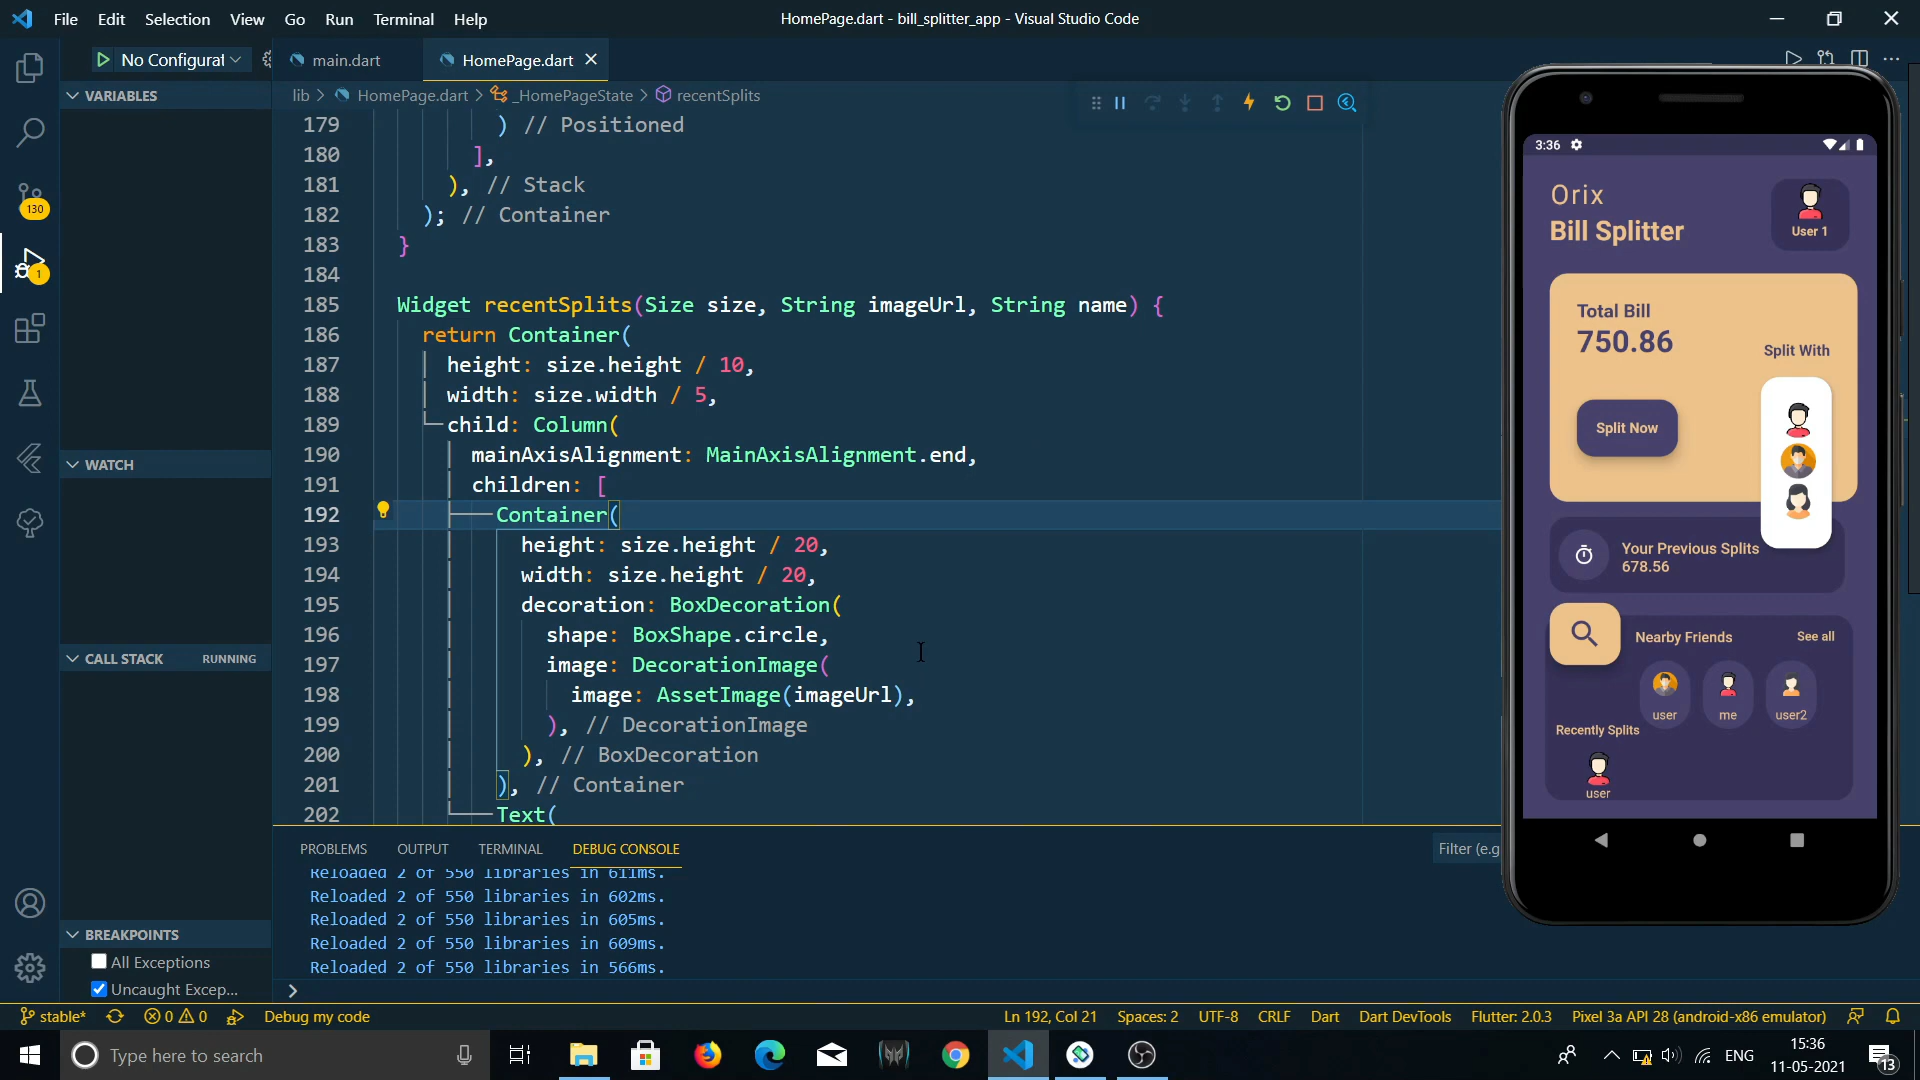 File Edit Selection View Go Run Terminal Help
HomePage.dart - bill_splitter_app - Visual Studio Code
No Configurat
main.dart
HomePage.dart
lib > HomePage.dart > _HomePageState > recentSplits
VARIABLES
WATCH
CALL STACK RUNNING
BREAKPOINTS
All Exceptions
Uncaught Excep...
130
1
179 ) // Positioned
180 ],
181 ), // Stack
182 ); // Container
183 }
184
185 Widget recentSplits(Size size, String imageUrl, String name) {
186 return Container(
187 height: size.height / 10,
188 width: size.width / 5,
189 child: Column(
190 mainAxisAlignment: MainAxisAlignment.end,
191 children: [
192 Container(
193 height: size.height / 20,
194 width: size.height / 20,
195 decoration: BoxDecoration(
196 shape: BoxShape.circle,
197 image: DecorationImage(
198 image: AssetImage(imageUrl),
199 ), // DecorationImage
200 ), // BoxDecoration
201 ), // Container
202 Text(
PROBLEMS OUTPUT TERMINAL DEBUG CONSOLE
Filter (e.g
Reloaded 2 of 550 libraries in 611ms.
Reloaded 2 of 550 libraries in 602ms.
Reloaded 2 of 550 libraries in 605ms.
Reloaded 2 of 550 libraries in 609ms.
Reloaded 2 of 550 libraries in 566ms.
3:36
Orix
Bill Splitter
User 1
Total Bill
750.86
Split With
Split Now
Your Previous Splits
678.56
Nearby Friends
See all
user
me
user2
Recently Splits
user
stable* 0 0 Debug my code
Ln 192, Col 21 Spaces: 2 UTF-8 CRLF Dart Dart DevTools Flutter: 2.0.3 Pixel 3a API 28 (android-x86 emulator)
Type here to search
ENG
15:36
11-05-2021
13